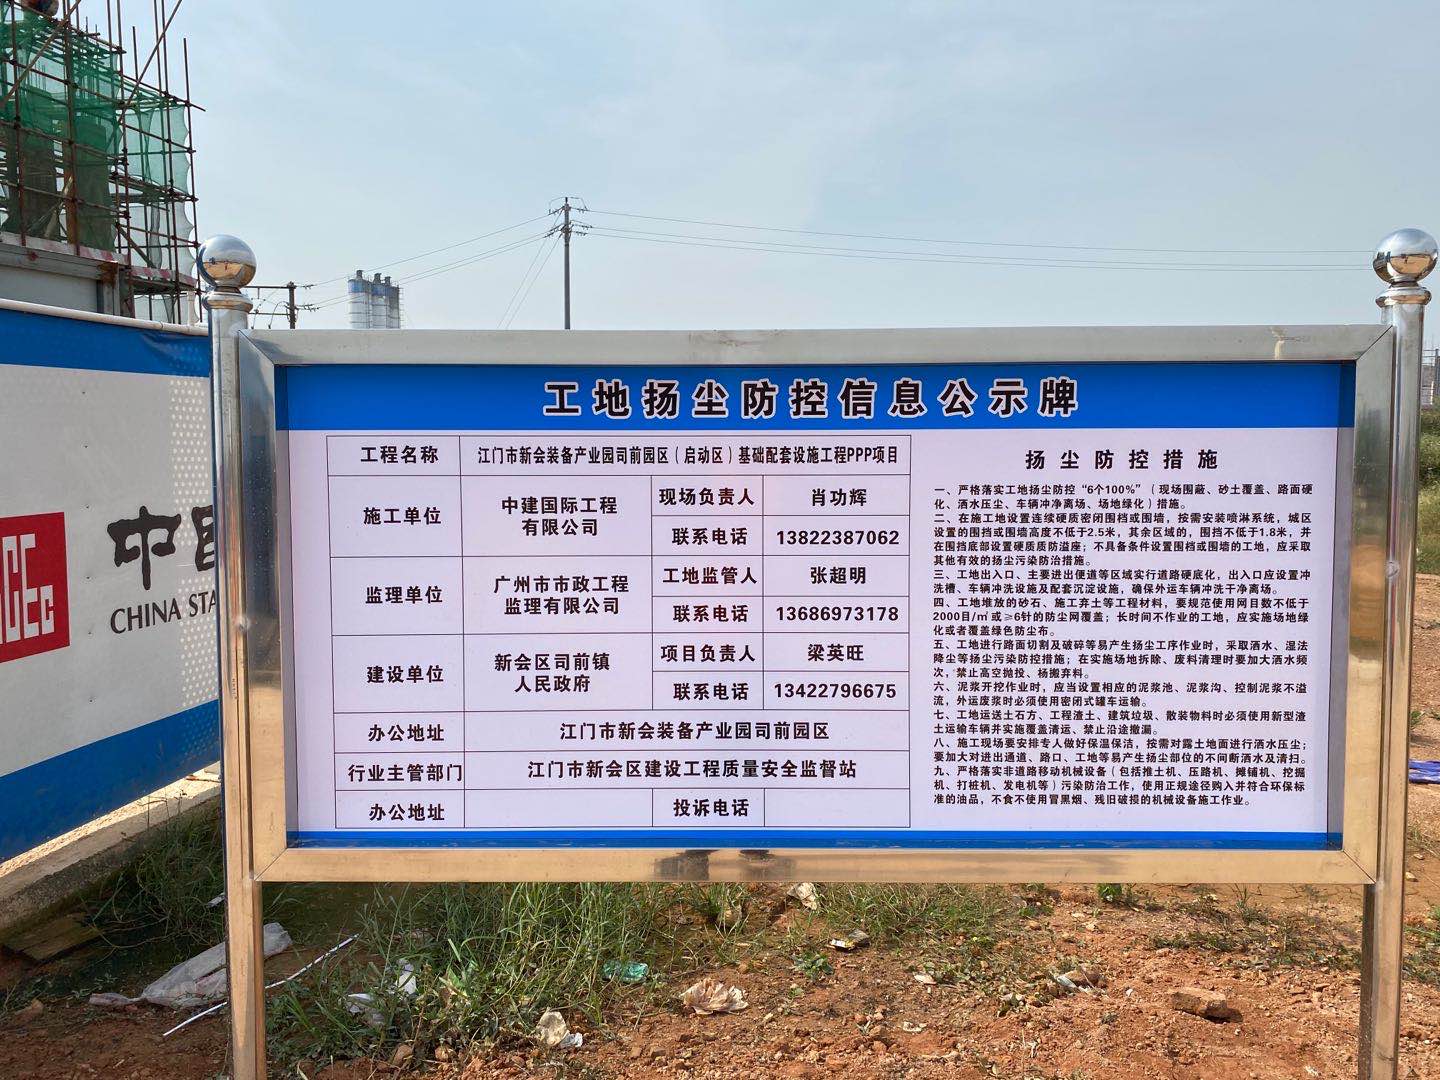 工地扬尘防控信息公示牌
工程名称 江门市新会装备产业园司前园区（启动区）基础配套设施工程PPP项目
施工单位 中建国际工程有限公司 现场负责人 肖功辉
联系电话 13822387062
监理单位 广州市市政工程监理有限公司 工地监管人 张超明
联系电话 13686973178
建设单位 新会区司前镇人民政府 项目负责人 梁英旺
联系电话 13422796675
办公地址 江门市新会装备产业园司前园区
行业主管部门 江门市新会区建设工程质量安全监督站
办公地址 投诉电话
扬尘防控措施
一、严格落实工地扬尘防控“6个100%”（现场围蔽、砂土覆盖、路面硬
化、洒水压尘、车辆冲净离场、场地绿化）措施。
二、在施工地设置连续硬质密闭围档或围墙，按需安装喷淋系统，城区
设置的围挡或围墙高度不低于2.5米，其余区域的，围挡不低于1.8米，并
在围挡底部设置硬质质防溢座；不具备条件设置围档或围墙的工地，应采取
其他有效的扬尘污染防治措施。
三、工地出入口、主要进出便道等区域实行道路硬底化，出入口应设置冲
洗槽、车辆冲洗设施及配套沉淀设施，确保外运车辆冲洗干净离场。
四、工地堆放的砂石、施工弃土等工程材料，要规范使用网目数不低于
2000目/㎡或≥6针的防尘网覆盖；长时间不作业的工地，应实施场地绿
化或者覆盖绿色防尘布。
五、工地进行路面切割及破碎等易产生扬尘工序作业时，采取洒水、湿法
降尘等扬尘污染防控措施；在实施场地拆除、废料清理时要加大洒水频
次，禁止高空抛投、杨搬弃料。
六、泥浆开挖作业时，应当设置相应的泥浆池、泥浆沟、控制泥浆不溢
流，外运废浆时必须使用密闭式罐车运输。
七、工地运送土石方、工程渣土、建筑垃圾、散装物料时必须使用新型渣
土运输车辆并实施覆盖清运、禁止沿途撤漏。
八、施工现场要安排专人做好保温保洁，按需对露土地面进行洒水压尘；
要加大对进出通道、路口、工地等易产生扬尘部位的不间断洒水及清扫。
九、严格落实非道路移动机械设备（包括推土机、压路机、摊铺机、挖掘
机、打桩机、发电机等）污染防治工作，使用正规途径购入并符合环保标
准的油品，不食不使用冒黑烟、残旧破损的机械设备施工作业。
中国
CHINA STA